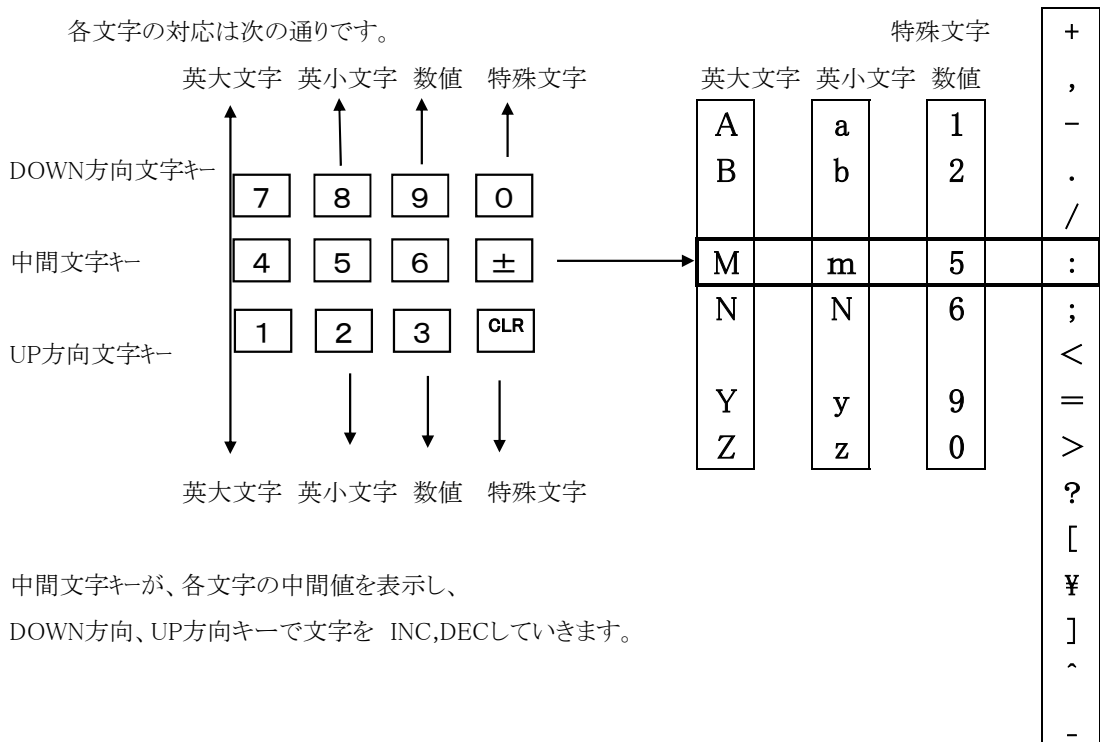 各文字の対応は次の通りです。
特殊文字
英大文字 英小文字 数値 特殊文字
DOWN方向文字キー
7 8 9 0
中間文字キー
4 5 6 ±
UP方向文字キー
1 2 3 CLR
英大文字 英小文字 数値 特殊文字
英大文字 英小文字 数値
A a 1
B b 2
M m 5 :
N N 6
Y y 9
Z z 0
+
,
-
.
/
;
<
=
>
?
[
¥
]
^
-
中間文字キーが、各文字の中間値を表示し、
DOWN方向、UP方向キーで文字を INC,DECしていきます。